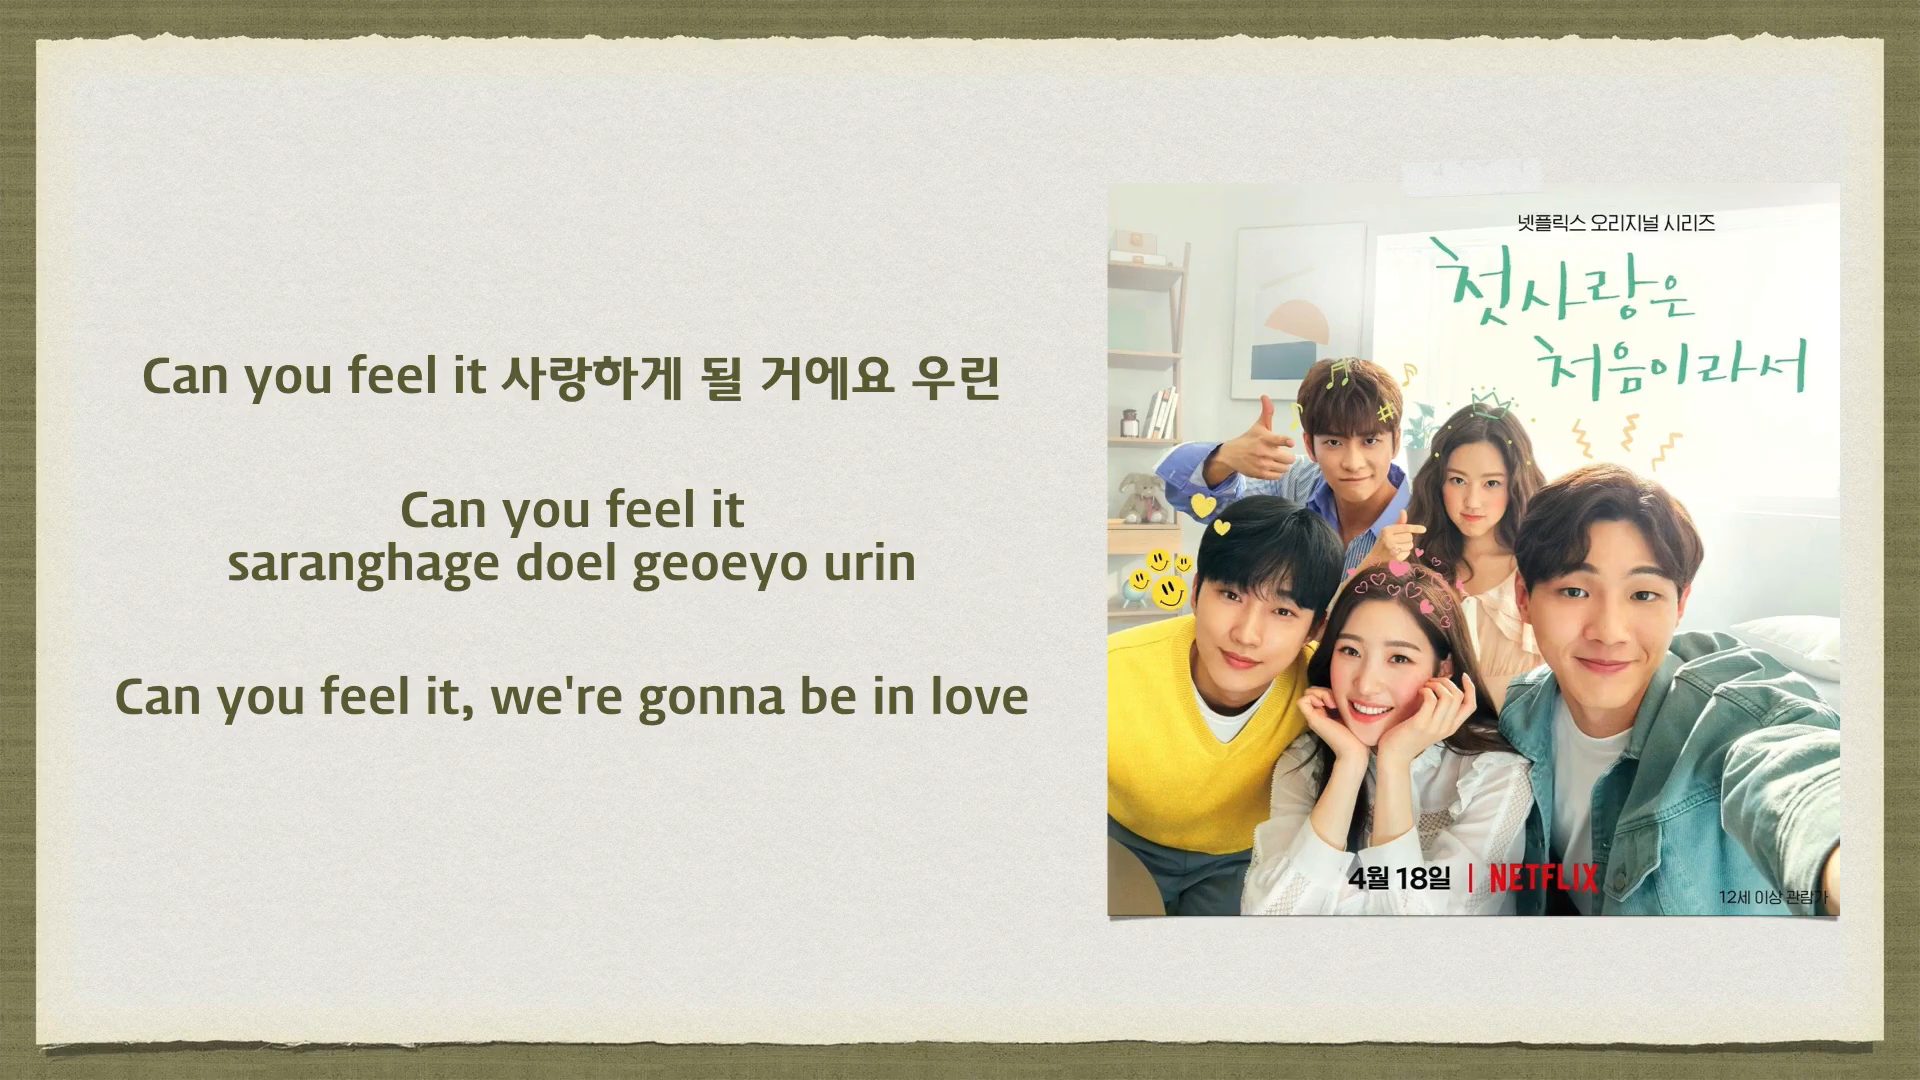 Can you feel it 사랑하게 될 거에요 우린
Can you feel it
saranghage doel geoeyo urin
Can you feel it, we're gonna be in love
넷플릭스 오리지널 시리즈
첫사랑은
처음이라서
4월 18일 | NETFLIX
12세 이상 관람가